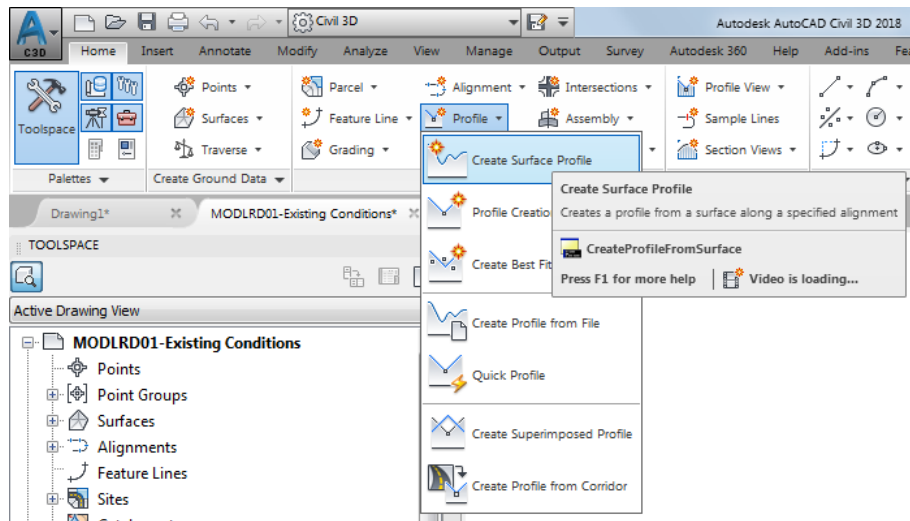 Civil 3D
Autodesk AutoCAD Civil 3D 2018
C3D
Home Insert Annotate Modify Analyze View Manage Output Survey Autodesk 360 Help Add-ins
Points Parcel Alignment Intersections Profile View
Toolspace Surfaces Feature Line Profile Assembly Sample Lines
Traverse Grading Section Views
Palettes Create Ground Data
Create Surface Profile
Create Surface Profile
Creates a profile from a surface along a specified alignment
CreateProfileFromSurface
Press F1 for more help Video is loading...
Profile Creation
Create Best Fit
Create Profile from File
Quick Profile
Create Superimposed Profile
Create Profile from Corridor
Drawing1* MODLRD01-Existing Conditions*
TOOLSPACE
Active Drawing View
MODLRD01-Existing Conditions
Points
Point Groups
Surfaces
Alignments
Feature Lines
Sites